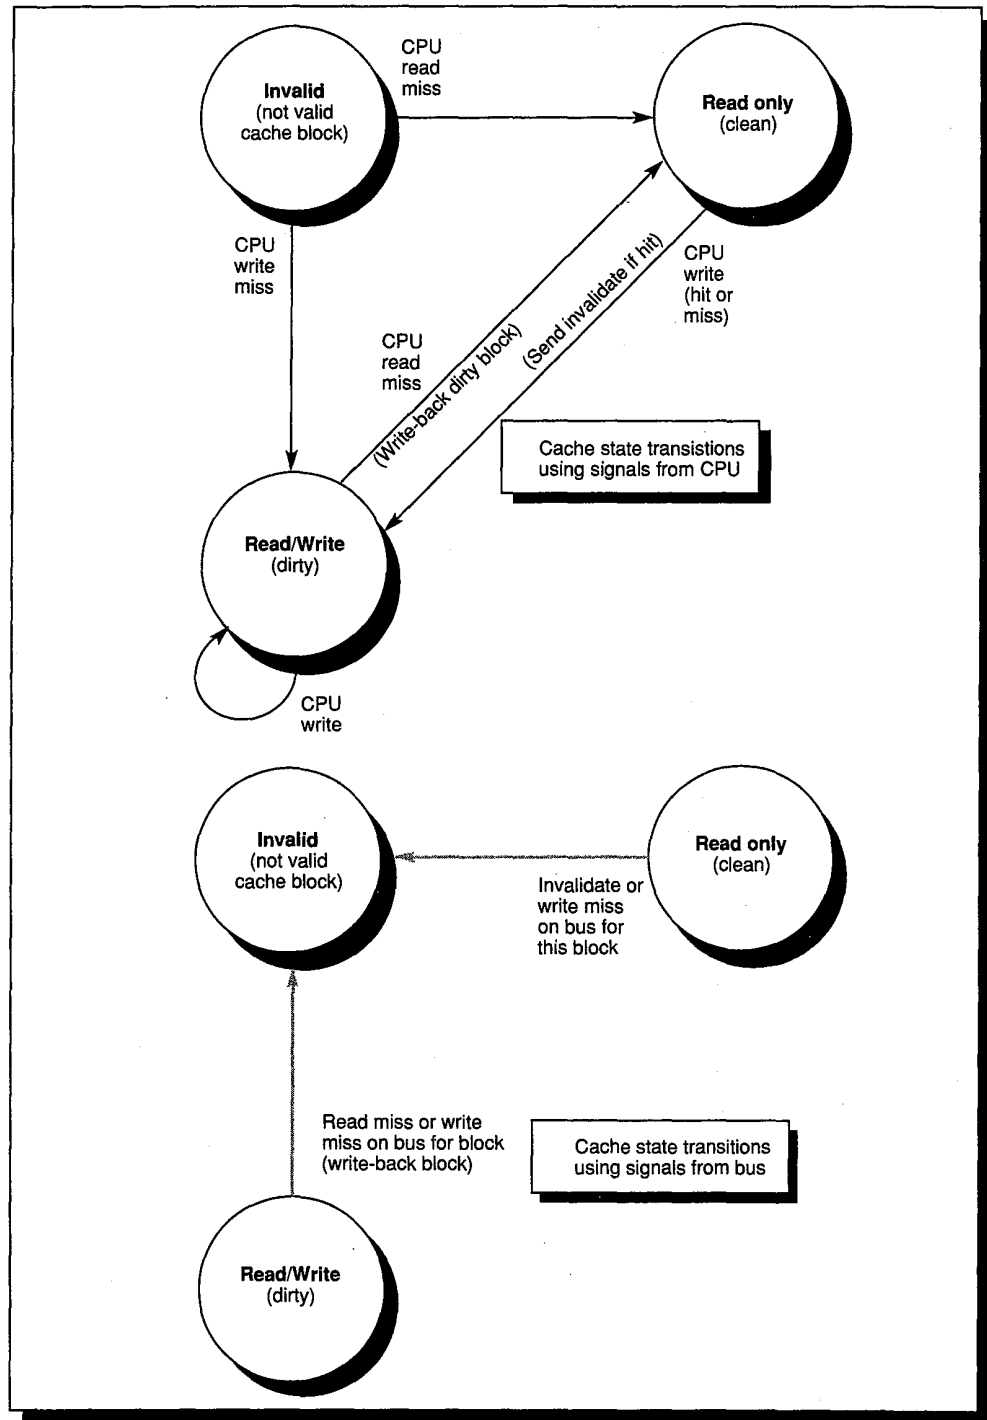 CPU
read
miss
Invalid
(not valid
cache block)
Read only
(clean)
CPU
write
miss
CPU
write
(hit or
miss)
CPU
read
miss
(Write-back dirty block)
(Send invalidate if hit)
Cache state transistions
using signals from CPU
Read/Write
(dirty)
CPU
write
Invalid
(not valid
cache block)
Read only
(clean)
Invalidate or
write miss
on bus for
this block
Read miss or write
miss on bus for block
(write-back block)
Cache state transitions
using signals from bus
Read/Write
(dirty)